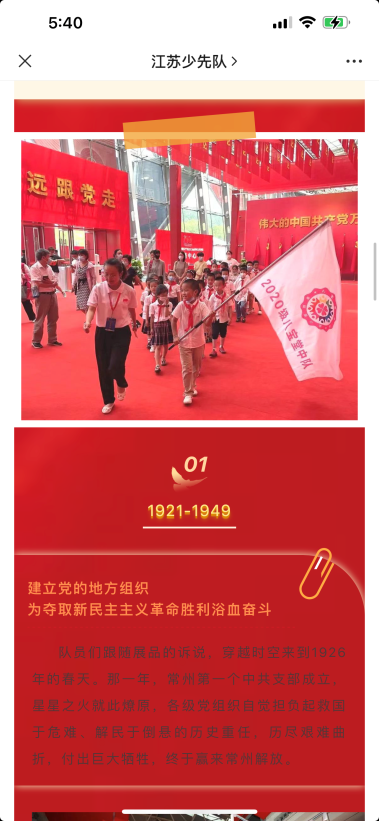 5:40
江苏少先队
远跟党走
伟大的中国共产党万
2020级八宝堂中队
01
1921-1949
建立党的地方组织
为夺取新民主主义革命胜利浴血奋斗
队员们跟随展品的诉说，穿越时空来到1926
年的春天。那一年，常州第一个中共支部成立，
星星之火就此燎原，各级党组织自觉担负起救国
于危难、解民于倒悬的历史重任；历尽艰难曲
折，付出巨大牺牲，终于赢来常州解放。